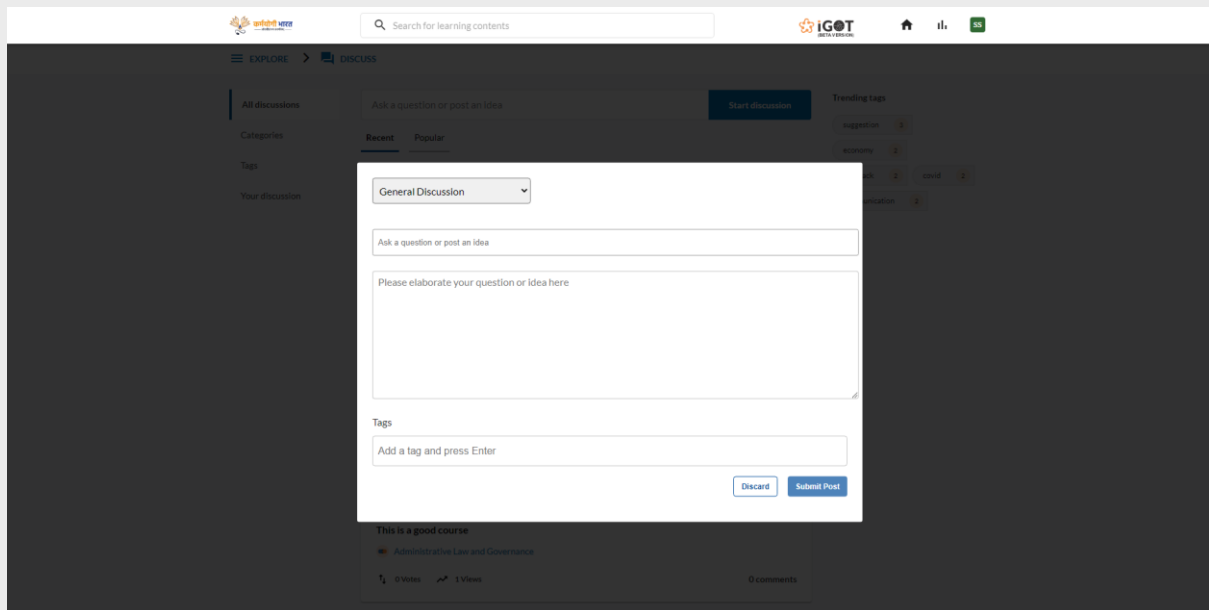 कर्मयोगी भारत
Search for learning contents
iGOT
(BETA VERSION)
SS
EXPLORE
DISCUSS
All discussions
Categories
Tags
Your discussion
Ask a question or post an idea
Start discussion
Recent Popular
Trending tags
suggestion 2
economy 2
2 covid 2
2
General Discussion
Ask a question or post an idea
Please elaborate your question or idea here
Tags
Add a tag and press Enter
Discard Submit Post
This is a good course
Administrative Law and Governance
0 Votes 1 Views 0 comments